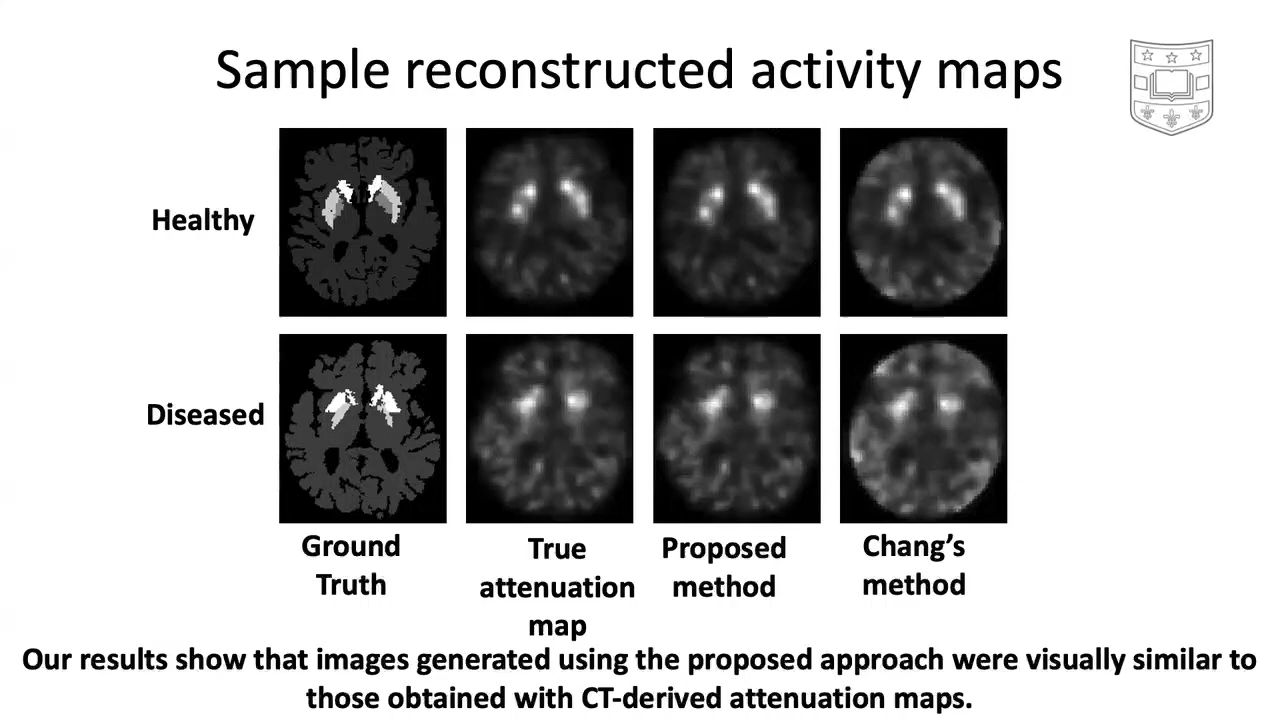 Sample reconstructed activity maps
Healthy
Diseased
Ground
Truth
True
attenuation
map
Proposed
method
Chang’s
method
Our results show that images generated using the proposed approach were visually similar to
those obtained with CT-derived attenuation maps.